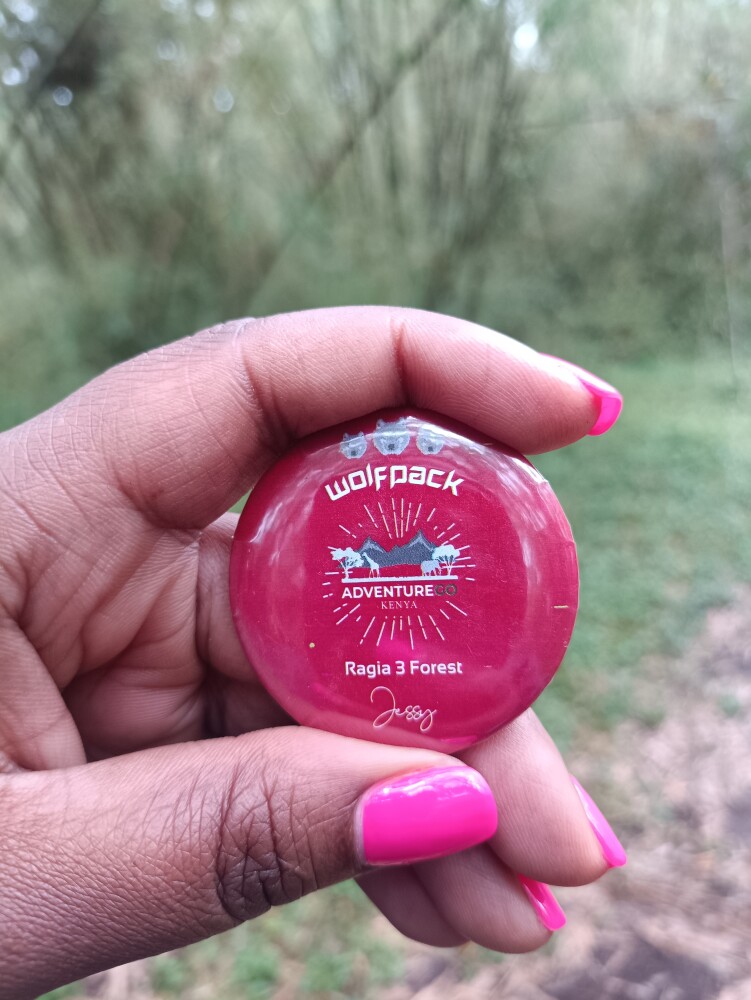 wolfpack
ADVENTURECO
KENYA
Ragia 3 Forest
Jessy